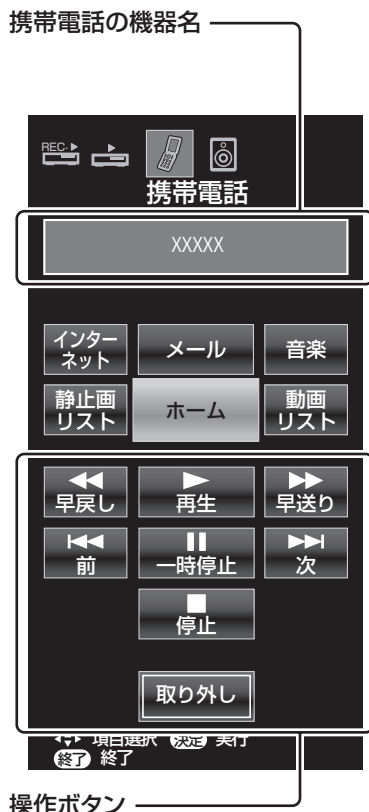 携帯電話の機器名
REC
携帯電話
XXXXX
インター
ネット
メール
音楽
静止画
リスト
ホーム
動画
リスト
早戻し
再生
早送り
前
一時停止
次
停止
取り外し
項目選択 決定 実行
終了 終了
操作ボタン